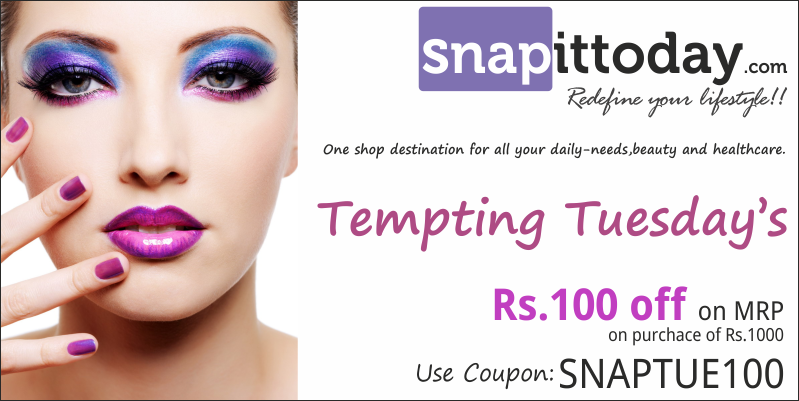 snapittoday.com
Redefine your lifestyle!!
One shop destination for all your daily-needs,beauty and healthcare.
Tempting Tuesday's
Rs.100 off on MRP
on purchace of Rs.1000
Use Coupon: SNAPTUE100